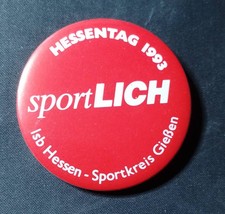 HESSENTAG 1993
sportLICH
lsb Hessen - Sportkreis Gießen